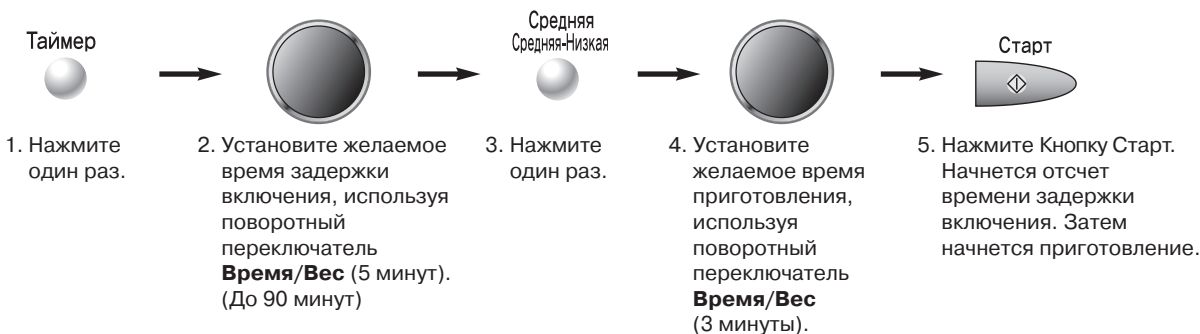 Таймер
Средняя
Средняя-Низкая
Старт
1. Нажмите
один раз.
2. Установите желаемое
время задержки
включения, используя
поворотный
переключатель
Время/Вес (5 минут).
(До 90 минут)
3. Нажмите
один раз.
4. Установите
желаемое время
приготовления,
используя
поворотный
переключатель
Время/Вес
(3 минуты).
5. Нажмите Кнопку Старт.
Начнется отсчет
времени задержки
включения. Затем
начнется приготовление.